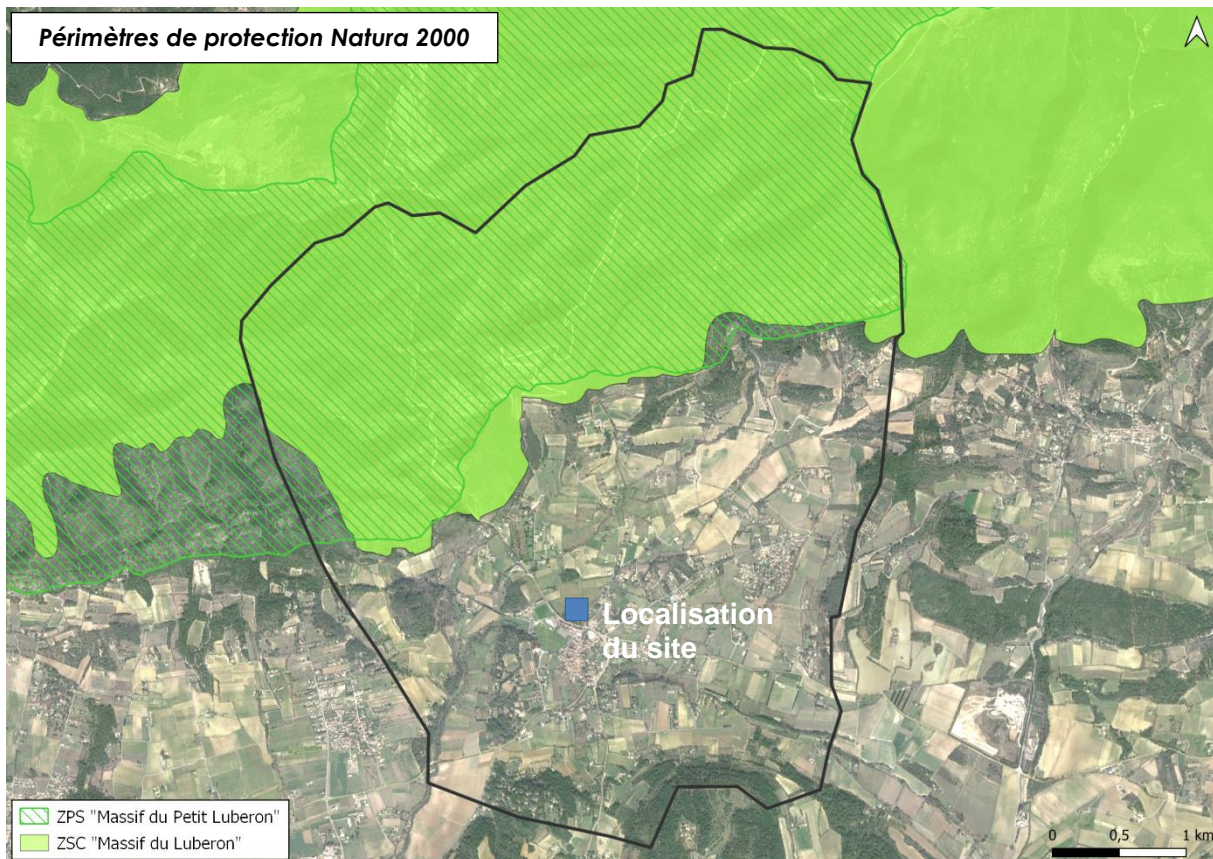 Périmètres de protection Natura 2000
Localisation
du site
ZPS "Massif du Petit Luberon"
ZSC "Massif du Luberon"
0 0,5 1 km